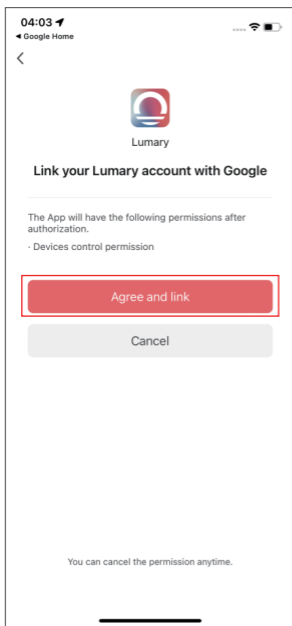 04:03
◀ Google Home
Lumary
Link your Lumary account with Google
The App will have the following permissions after
authorization.
· Devices control permission
Agree and link
Cancel
You can cancel the permission anytime.